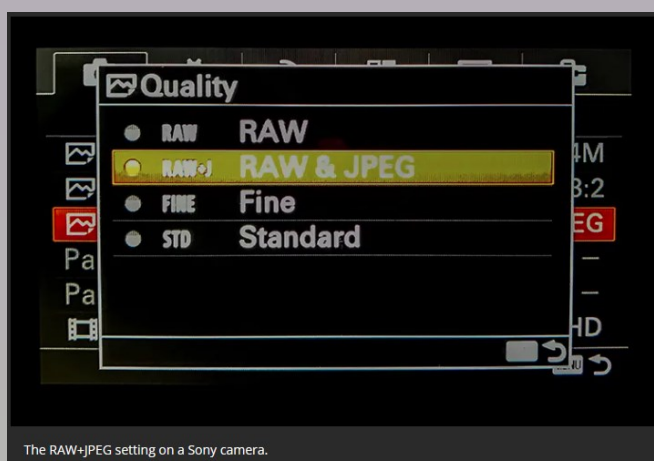 Quality
RAW RAW
RAW+J RAW & JPEG
FINE Fine
STD Standard
4M
3:2
EG
Pa –
Pa –
HD
The RAW+JPEG setting on a Sony camera.